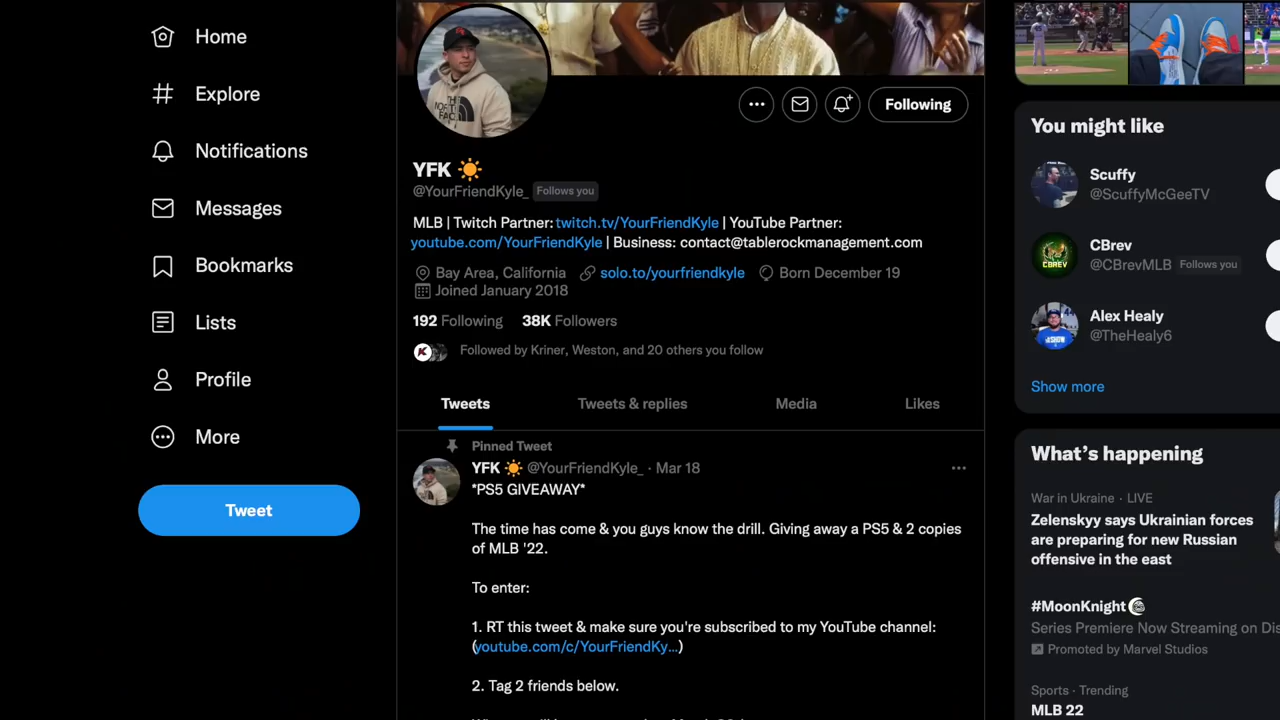 Home
Explore
Notifications
Messages
Bookmarks
Lists
Profile
More
Tweet
THE
NORTH
FACE
Following
YFK ☀️
@YourFriendKyle_ Follows you
MLB | Twitch Partner: twitch.tv/YourFriendKyle | YouTube Partner:
youtube.com/YourFriendKyle | Business: contact@tablerockmanagement.com
Bay Area, California solo.to/yourfriendkyle Born December 19
Joined January 2018
192 Following 38K Followers
Followed by Kriner, Weston, and 20 others you follow
Tweets Tweets & replies Media Likes
Pinned Tweet
YFK ☀️ @YourFriendKyle_ · Mar 18
*PS5 GIVEAWAY*
The time has come & you guys know the drill. Giving away a PS5 & 2 copies
of MLB '22.
To enter:
1. RT this tweet & make sure you're subscribed to my YouTube channel:
(youtube.com/c/YourFriendKy...)
2. Tag 2 friends below.
You might like
Scuffy
@ScuffyMcGeeTV
CBREV
CBrev
@CBrevMLB Follows you
Alex Healy
@TheHealy6
Show more
What's happening
War in Ukraine · LIVE
Zelenskyy says Ukrainian forces
are preparing for new Russian
offensive in the east
#MoonKnight
Series Premiere Now Streaming on Dis
Promoted by Marvel Studios
Sports · Trending
MLB 22